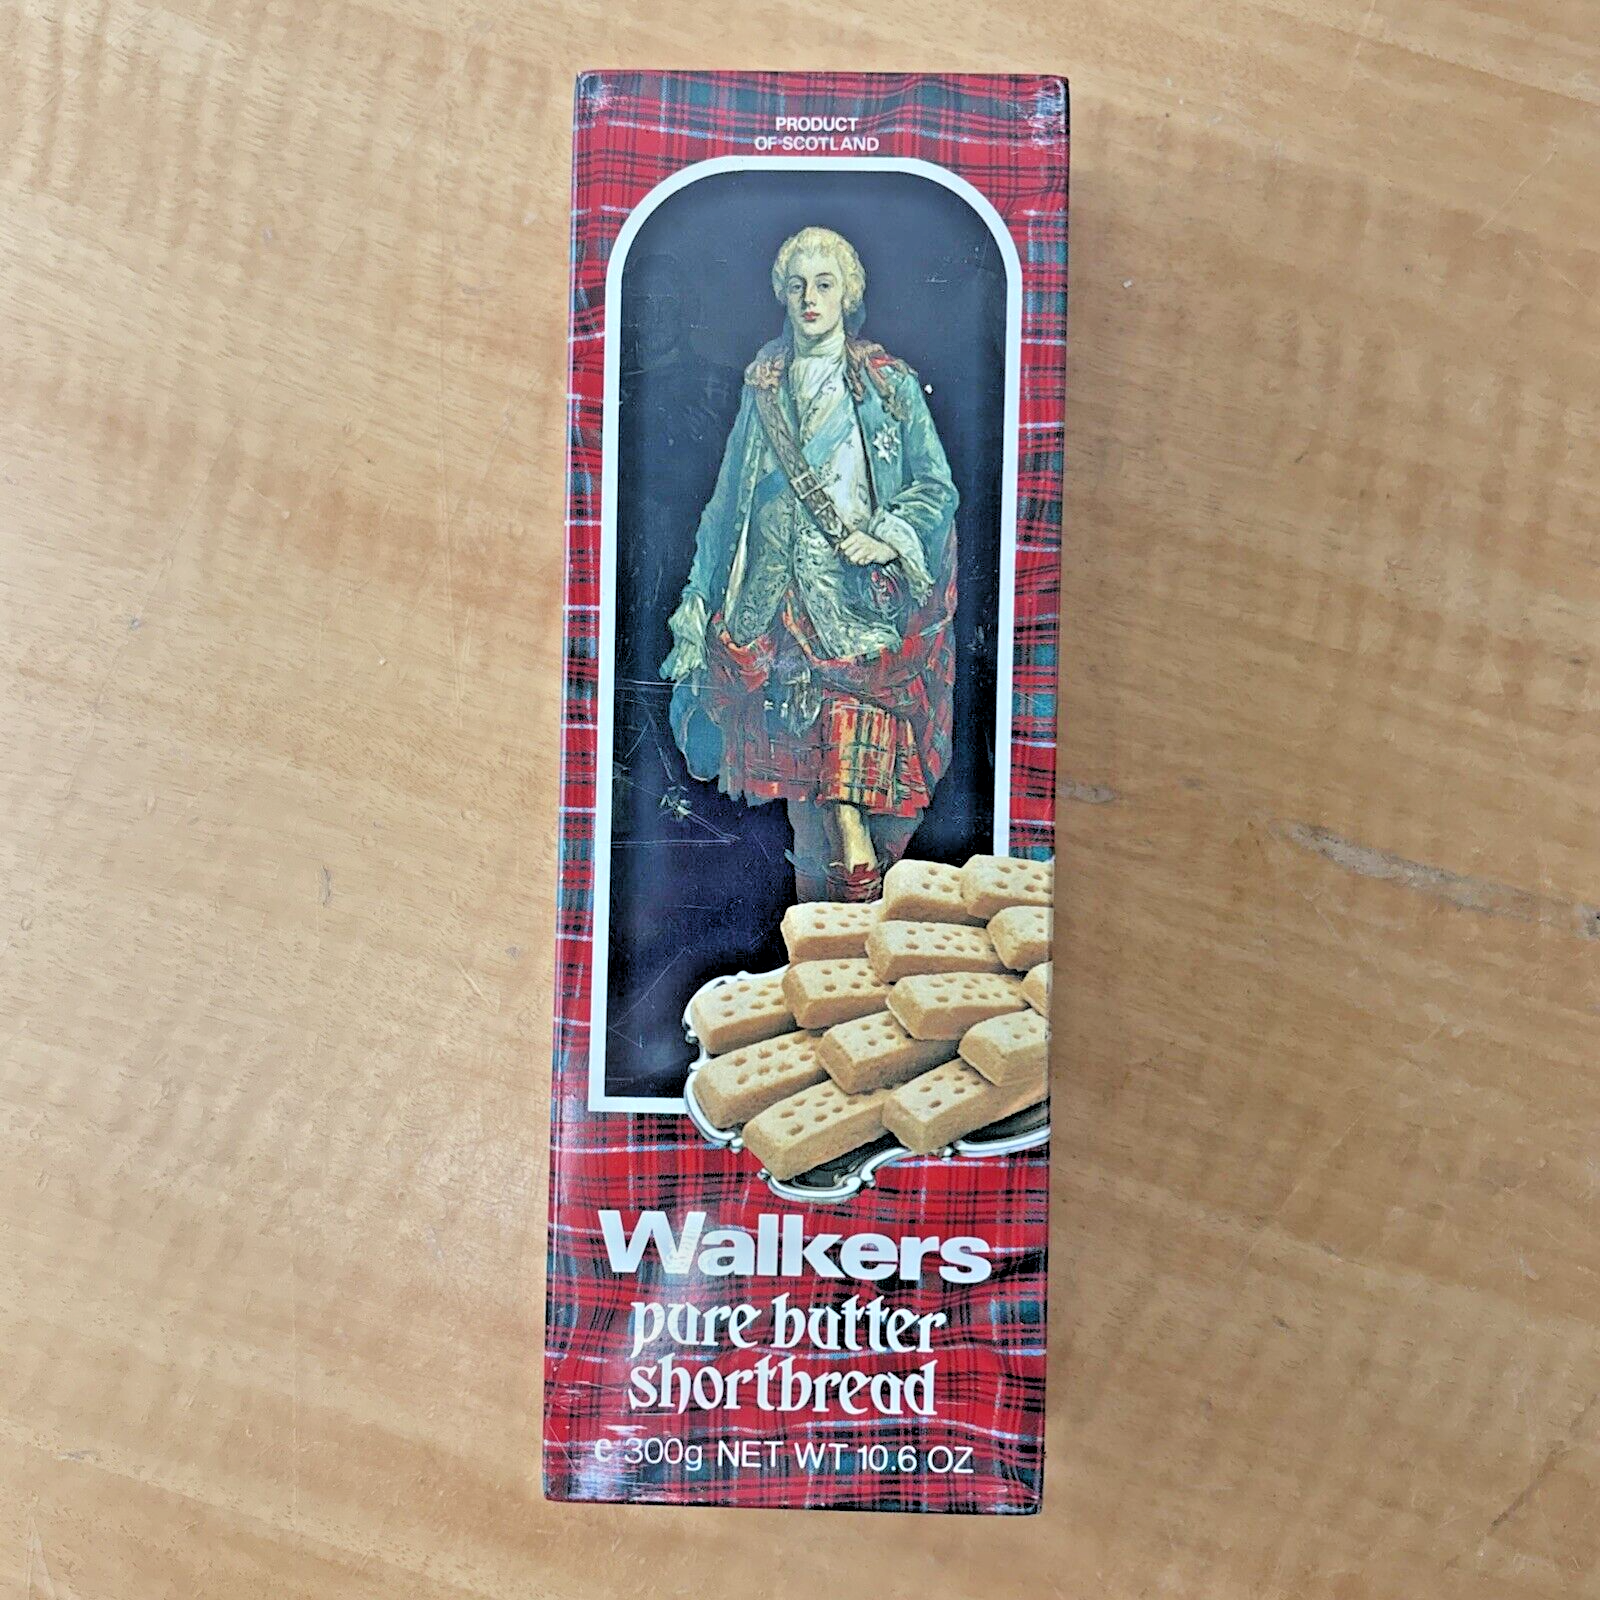 PRODUCT
OF SCOTLAND
Walkers
pure butter
shortbread
e 300g NET WT 10.6 OZ